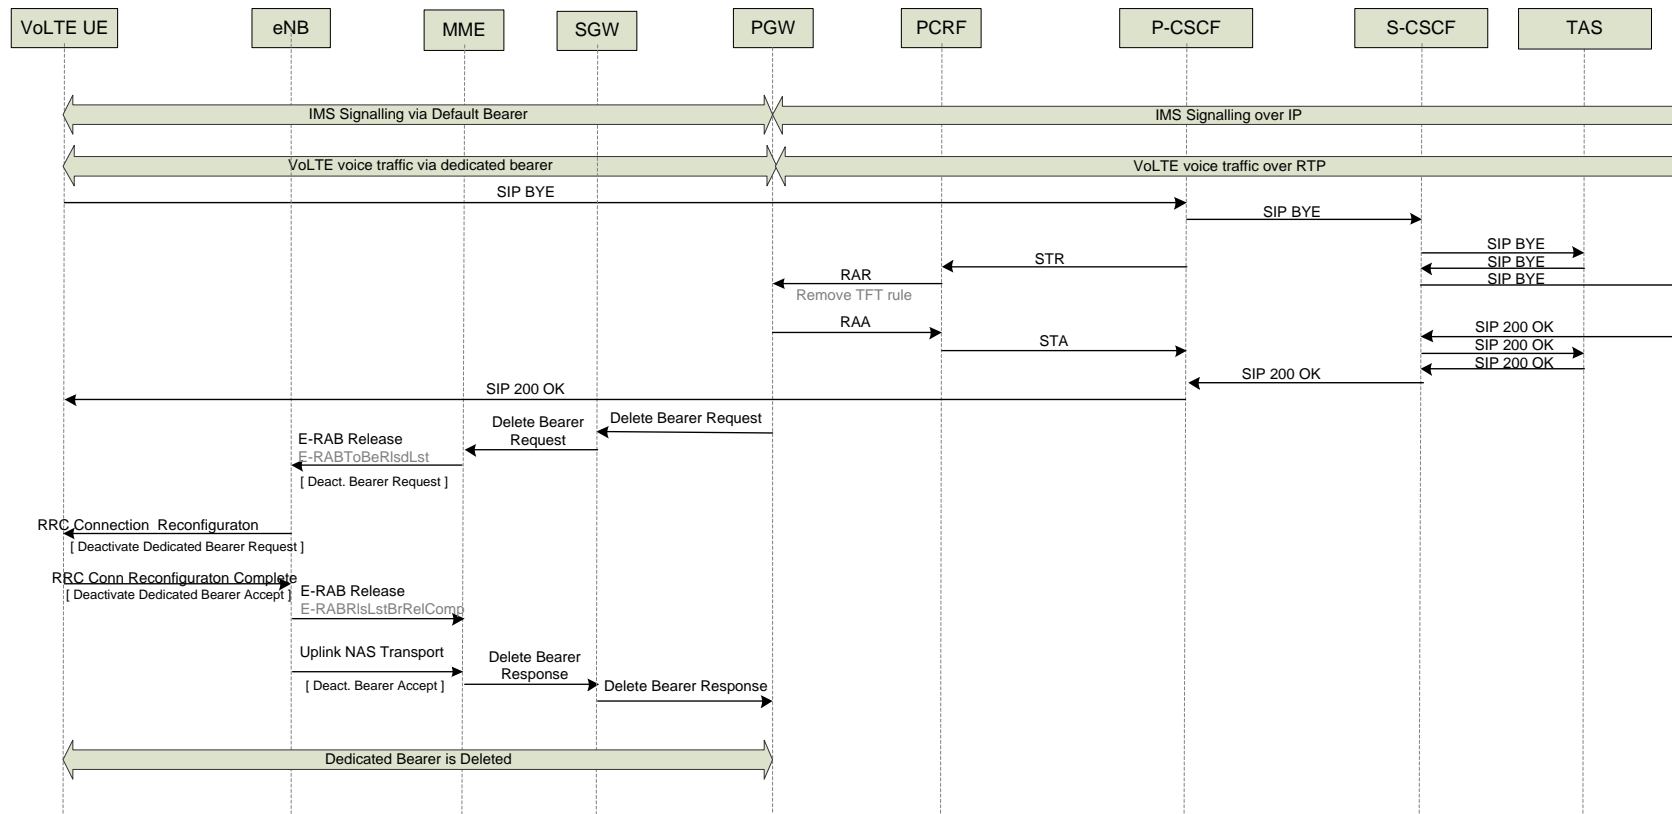 VoLTE UE
eNB
MME
SGW
PGW
PCRF
P-CSCF
S-CSCF
TAS
IMS Signalling via Default Bearer
IMS Signalling over IP
VoLTE voice traffic via dedicated bearer
VoLTE voice traffic over RTP
SIP BYE
SIP BYE
SIP BYE
STR
SIP BYE
RAR
SIP BYE
Remove TFT rule
RAA
SIP 200 OK
STA
SIP 200 OK
SIP 200 OK
SIP 200 OK
SIP 200 OK
Delete Bearer Request
Delete Bearer
Request
E-RAB Release
E-RABToBeRlsdLst
[ Deact. Bearer Request ]
RRC Connection  Reconfiguraton
[ Deactivate Dedicated Bearer Request ]
RRC Conn Reconfiguraton Complete
[ Deactivate Dedicated Bearer Accept ]
E-RAB Release
E-RABRlsLstBrRelComp
Uplink NAS Transport
[ Deact. Bearer Accept ]
Delete Bearer
Response
Delete Bearer Response
Dedicated Bearer is Deleted